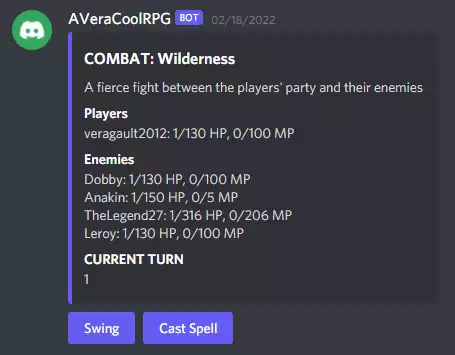 AVeraCoolRPG BOT 02/18/2022
COMBAT: Wilderness
A fierce fight between the players' party and their enemies
Players
veragault2012: 1/130 HP, 0/100 MP
Enemies
Dobby: 1/130 HP, 0/100 MP
Anakin: 1/150 HP, 0/5 MP
TheLegend27: 1/316 HP, 0/206 MP
Leroy: 1/130 HP, 0/100 MP
CURRENT TURN
1
Swing Cast Spell